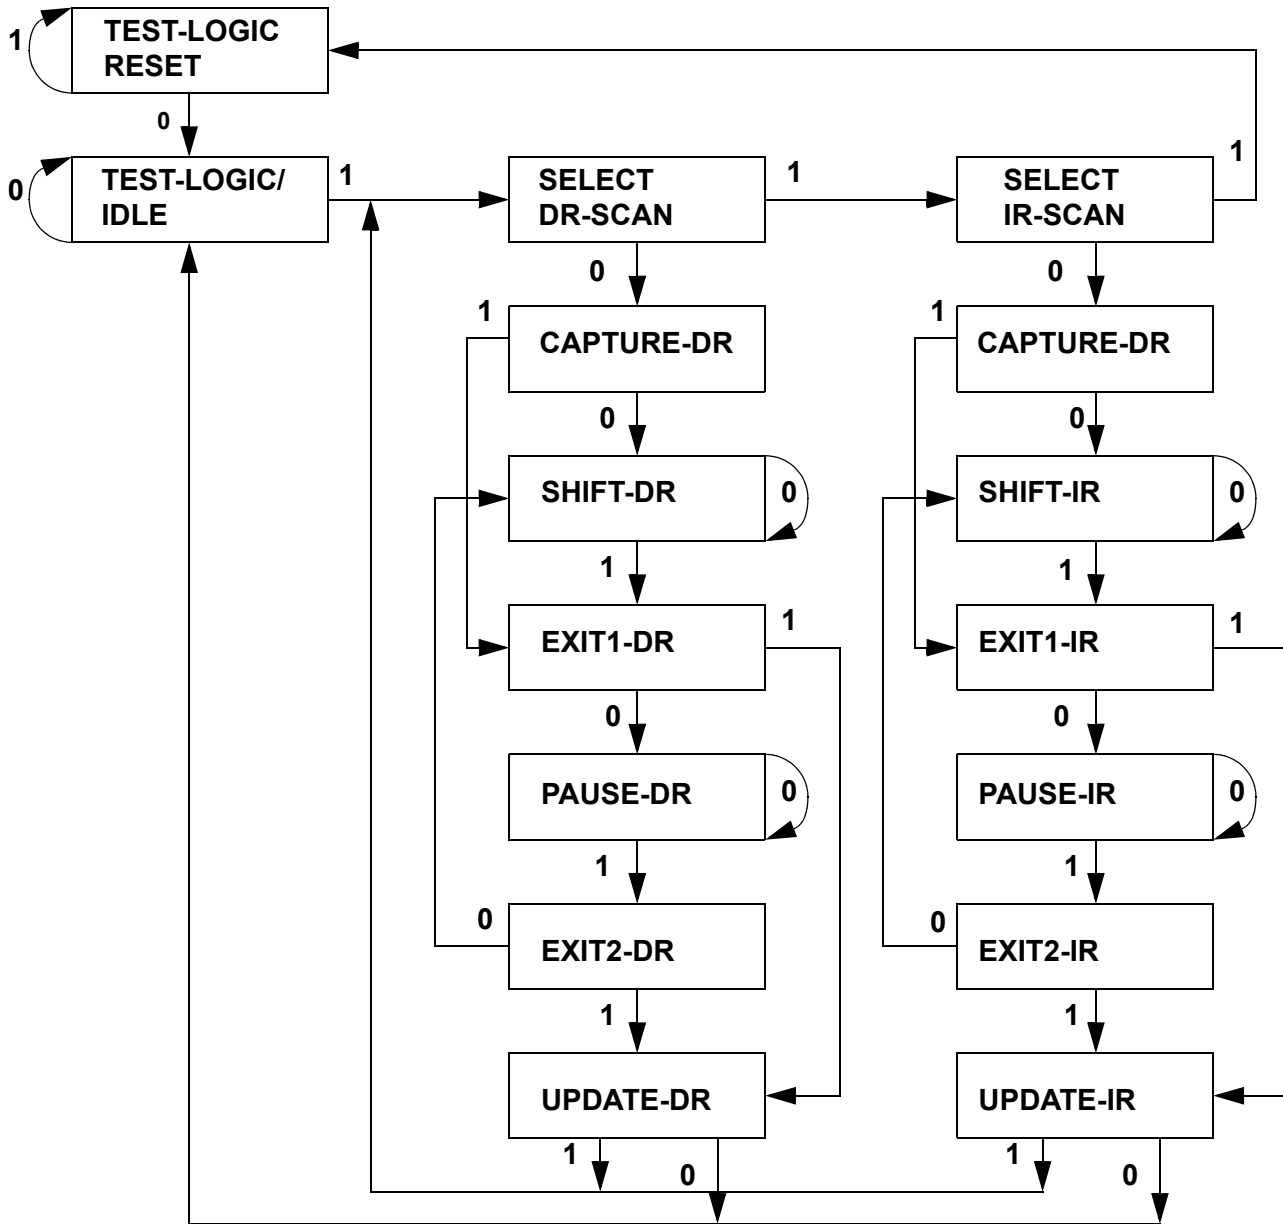 1
TEST-LOGIC
RESET
0
0
TEST-LOGIC/
IDLE
1
SELECT
DR-SCAN
1
SELECT
IR-SCAN
1
0
0
1
CAPTURE-DR
1
CAPTURE-DR
0
0
SHIFT-DR
0
SHIFT-IR
0
1
1
EXIT1-DR
1
EXIT1-IR
1
0
0
PAUSE-DR
0
PAUSE-IR
0
1
1
0
EXIT2-DR
0
EXIT2-IR
1
1
UPDATE-DR
UPDATE-IR
1
0
1
0